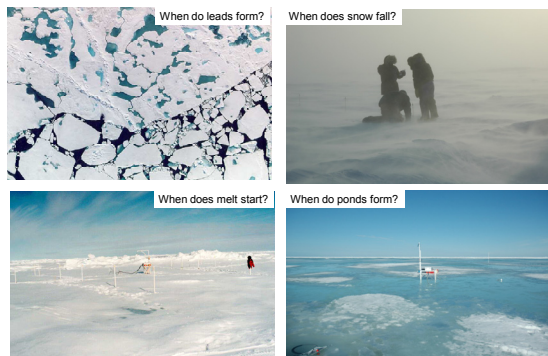 When do leads form?
When does snow fall?
When does melt start?
When do ponds form?